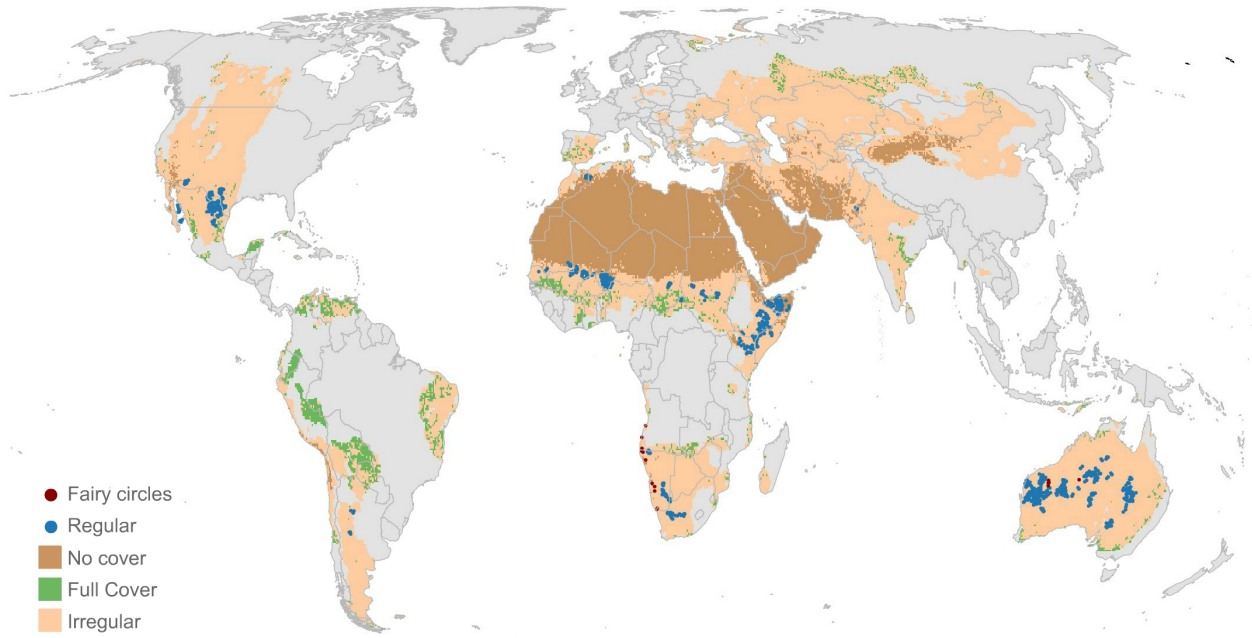 Fairy circles
Regular
No cover
Full Cover
Irregular